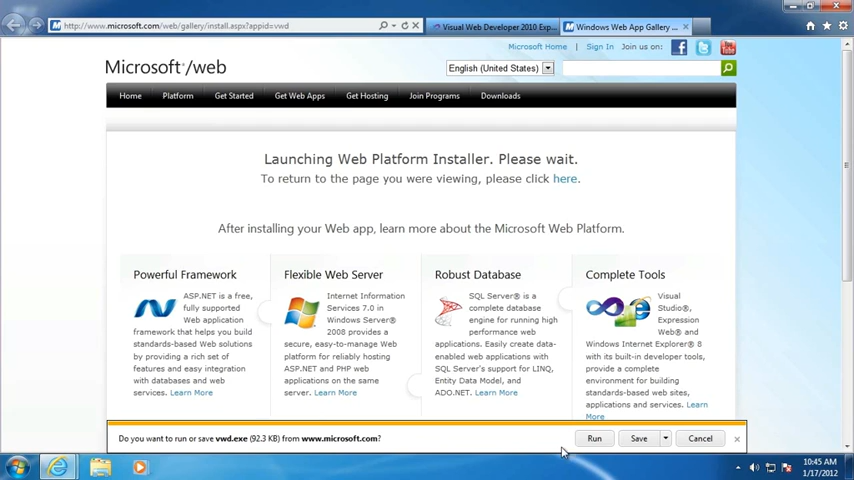 http://www.microsoft.com/web/gallery/install.aspx?appid=vwd
Visual Web Developer 2010 Exp...
Windows Web App Gallery ...
Microsoft Home | Sign In Join us on:
Microsoft /web
English (United States)
Home Platform Get Started Get Web Apps Get Hosting Join Programs Downloads
Launching Web Platform Installer. Please wait.
To return to the page you were viewing, please click here.
After installing your Web app, learn more about the Microsoft Web Platform.
Powerful Framework
ASP.NET is a free,
fully supported
Web application
framework that helps you build
standards-based Web solutions
by providing a rich set of
features and easy integration
with databases and web
services. Learn More
Flexible Web Server
Internet Information
Services 7.0 in
Windows Server®
2008 provides a
secure, easy-to-manage Web
platform for reliably hosting
ASP.NET and PHP web
applications on the same
server. Learn More
Robust Database
SQL Server® is a
complete database
engine for running high
performance web
applications. Easily create data-
enabled web applications with
SQL Server's support for LINQ,
Entity Data Model, and
ADO.NET. Learn More
Complete Tools
Visual
Studio®,
Expression
Web® and
Windows Internet Explorer® 8
with its built-in developer tools,
provide a complete
environment for building
standards-based web sites,
applications and services. Learn
More
Do you want to run or save vwd.exe (92.3 KB) from www.microsoft.com?
Run Save Cancel
10:45 AM
1/17/2012